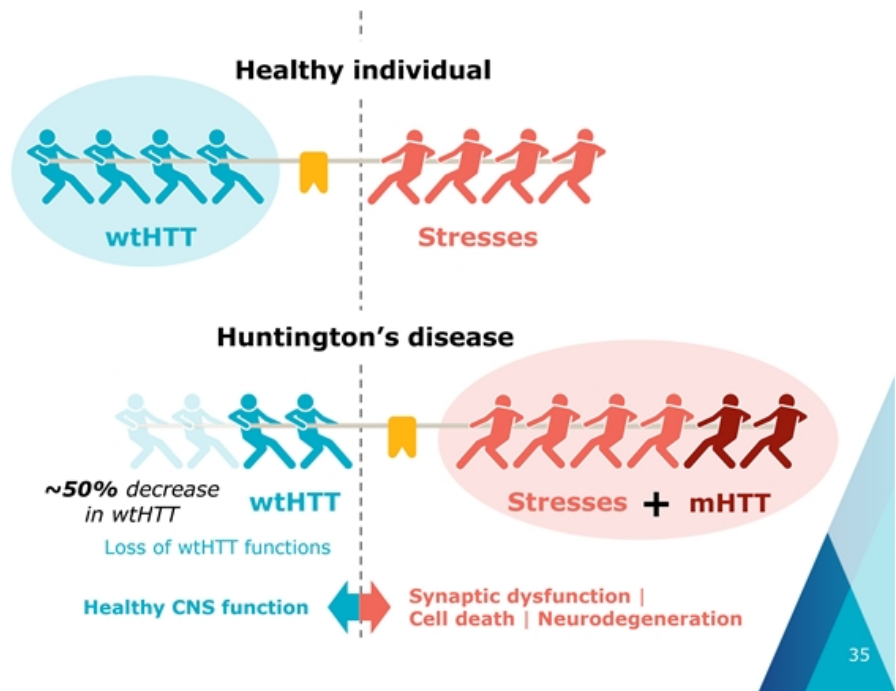 Healthy individual
wtHTT
Stresses
Huntington’s disease
~50% decrease
in wtHTT
wtHTT
Stresses + mHTT
Loss of wtHTT functions
Healthy CNS function
Synaptic dysfunction |
Cell death | Neurodegeneration
35